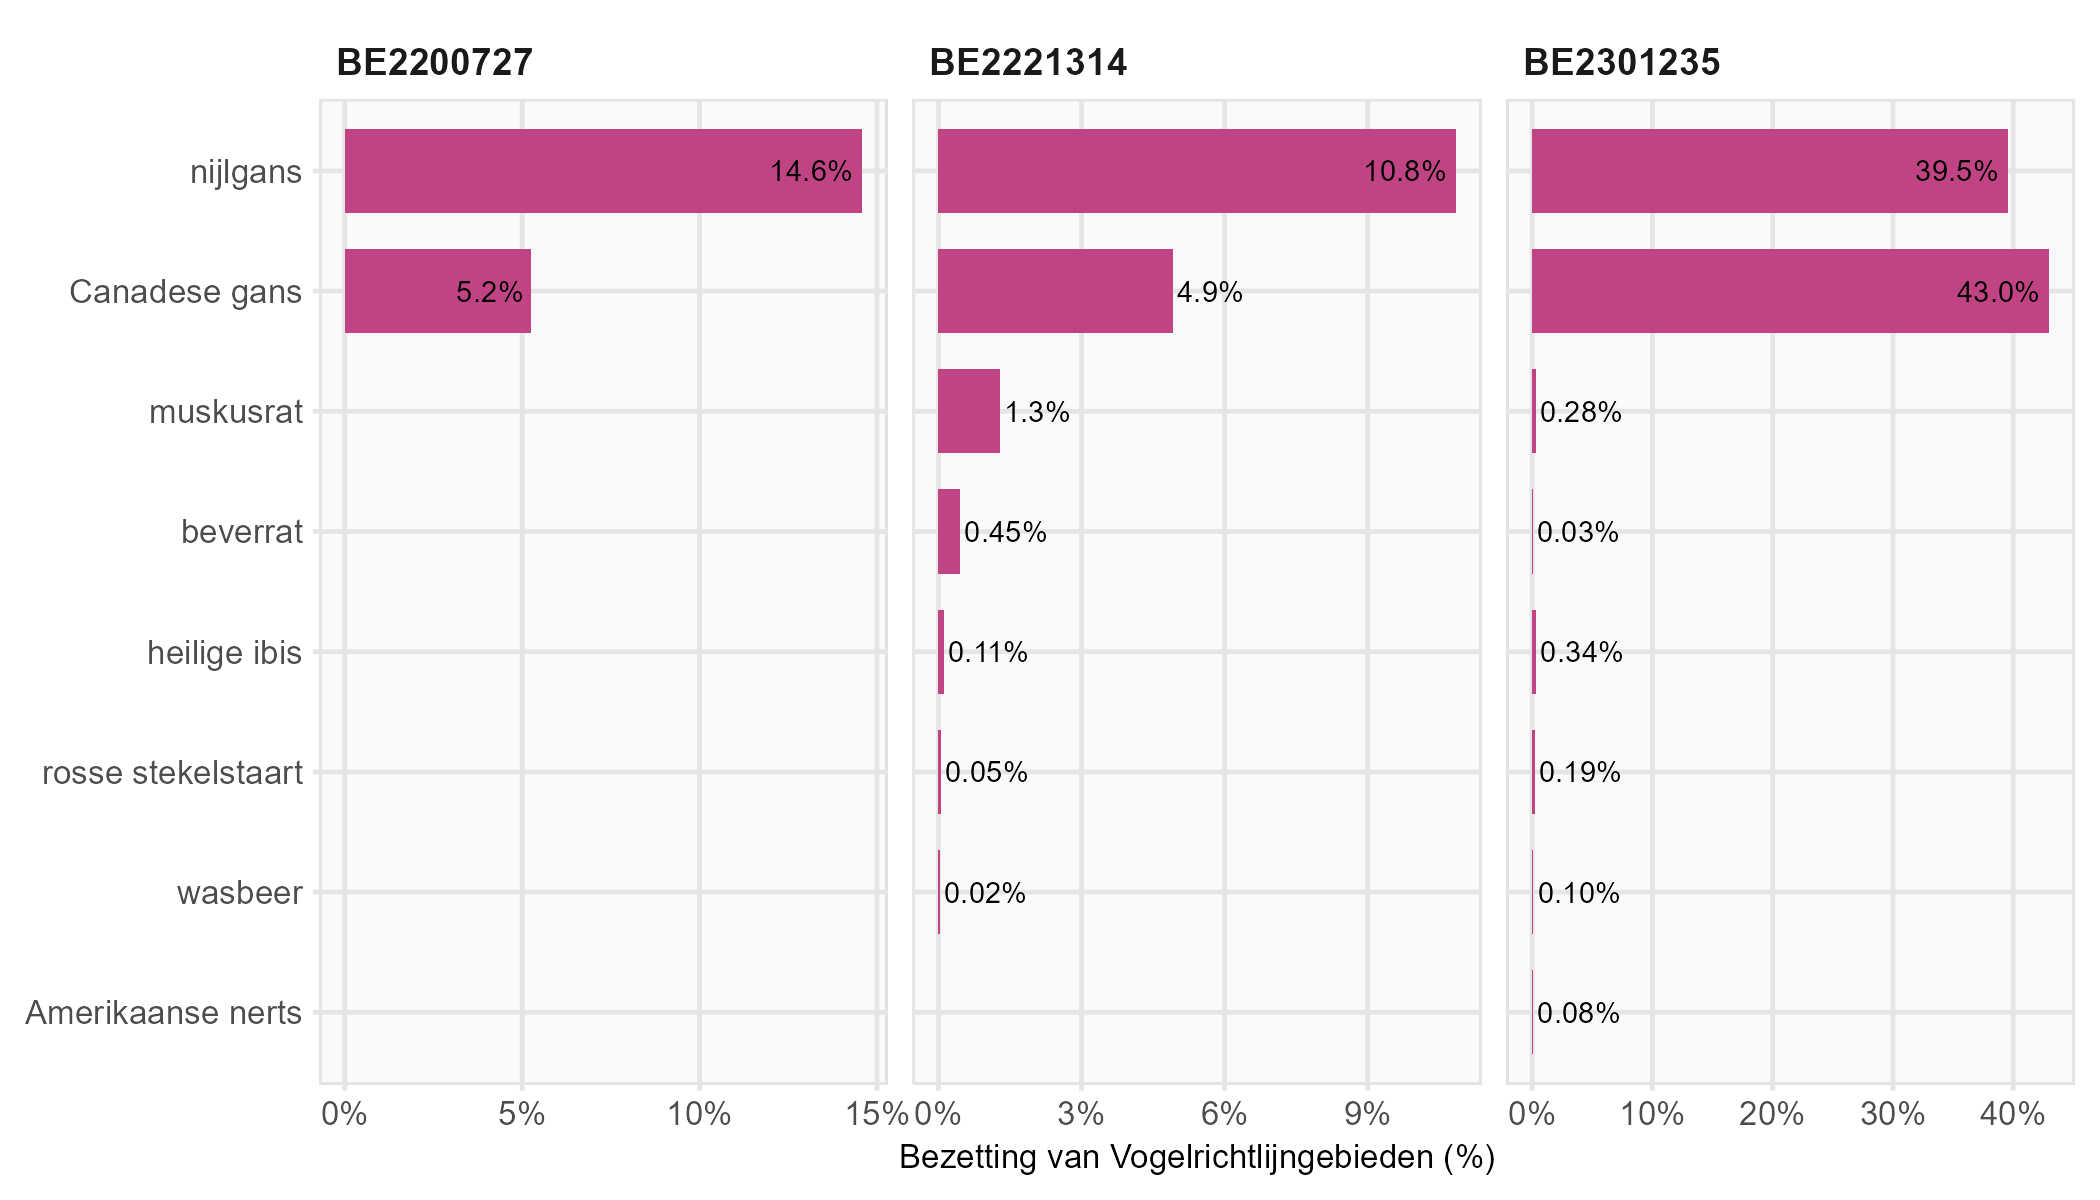 BE2200727 BE2221314 BE2301235
nijlgans 14.6% 10.8% 39.5%
Canadese gans 5.2% 4.9% 43.0%
muskusrat 1.3% 0.28%
beverrat 0.45% 0.03%
heilige ibis 0.11% 0.34%
rosse stekelstaart 0.05% 0.19%
wasbeer 0.02% 0.10%
Amerikaanse nerts 0.08%
0% 5% 10% 15% 0% 3% 6% 9% 0% 10% 20% 30% 40%
Bezetting van Vogelrichtlijngebieden (%)